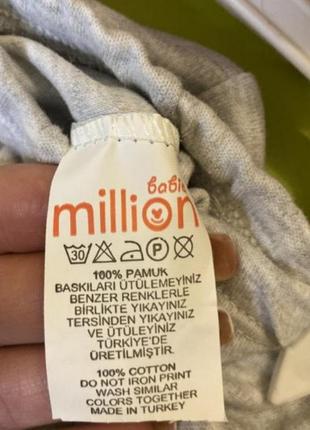 babie
million
30 P
100% PAMUK
BASKILARI ÜTÜLEMEYİNİZ
BENZER RENKLERLE
BİRLİKTE YIKAYINIZ
TERSİNDEN YIKAYINIZ
VE ÜTÜLEYİNİZ
TÜRKİYE'DE
ÜRETİLMİŞTİR.
100% COTTON
DO NOT IRON PRINT
WASH SIMILAR
COLORS TOGETHER
MADE IN TURKEY